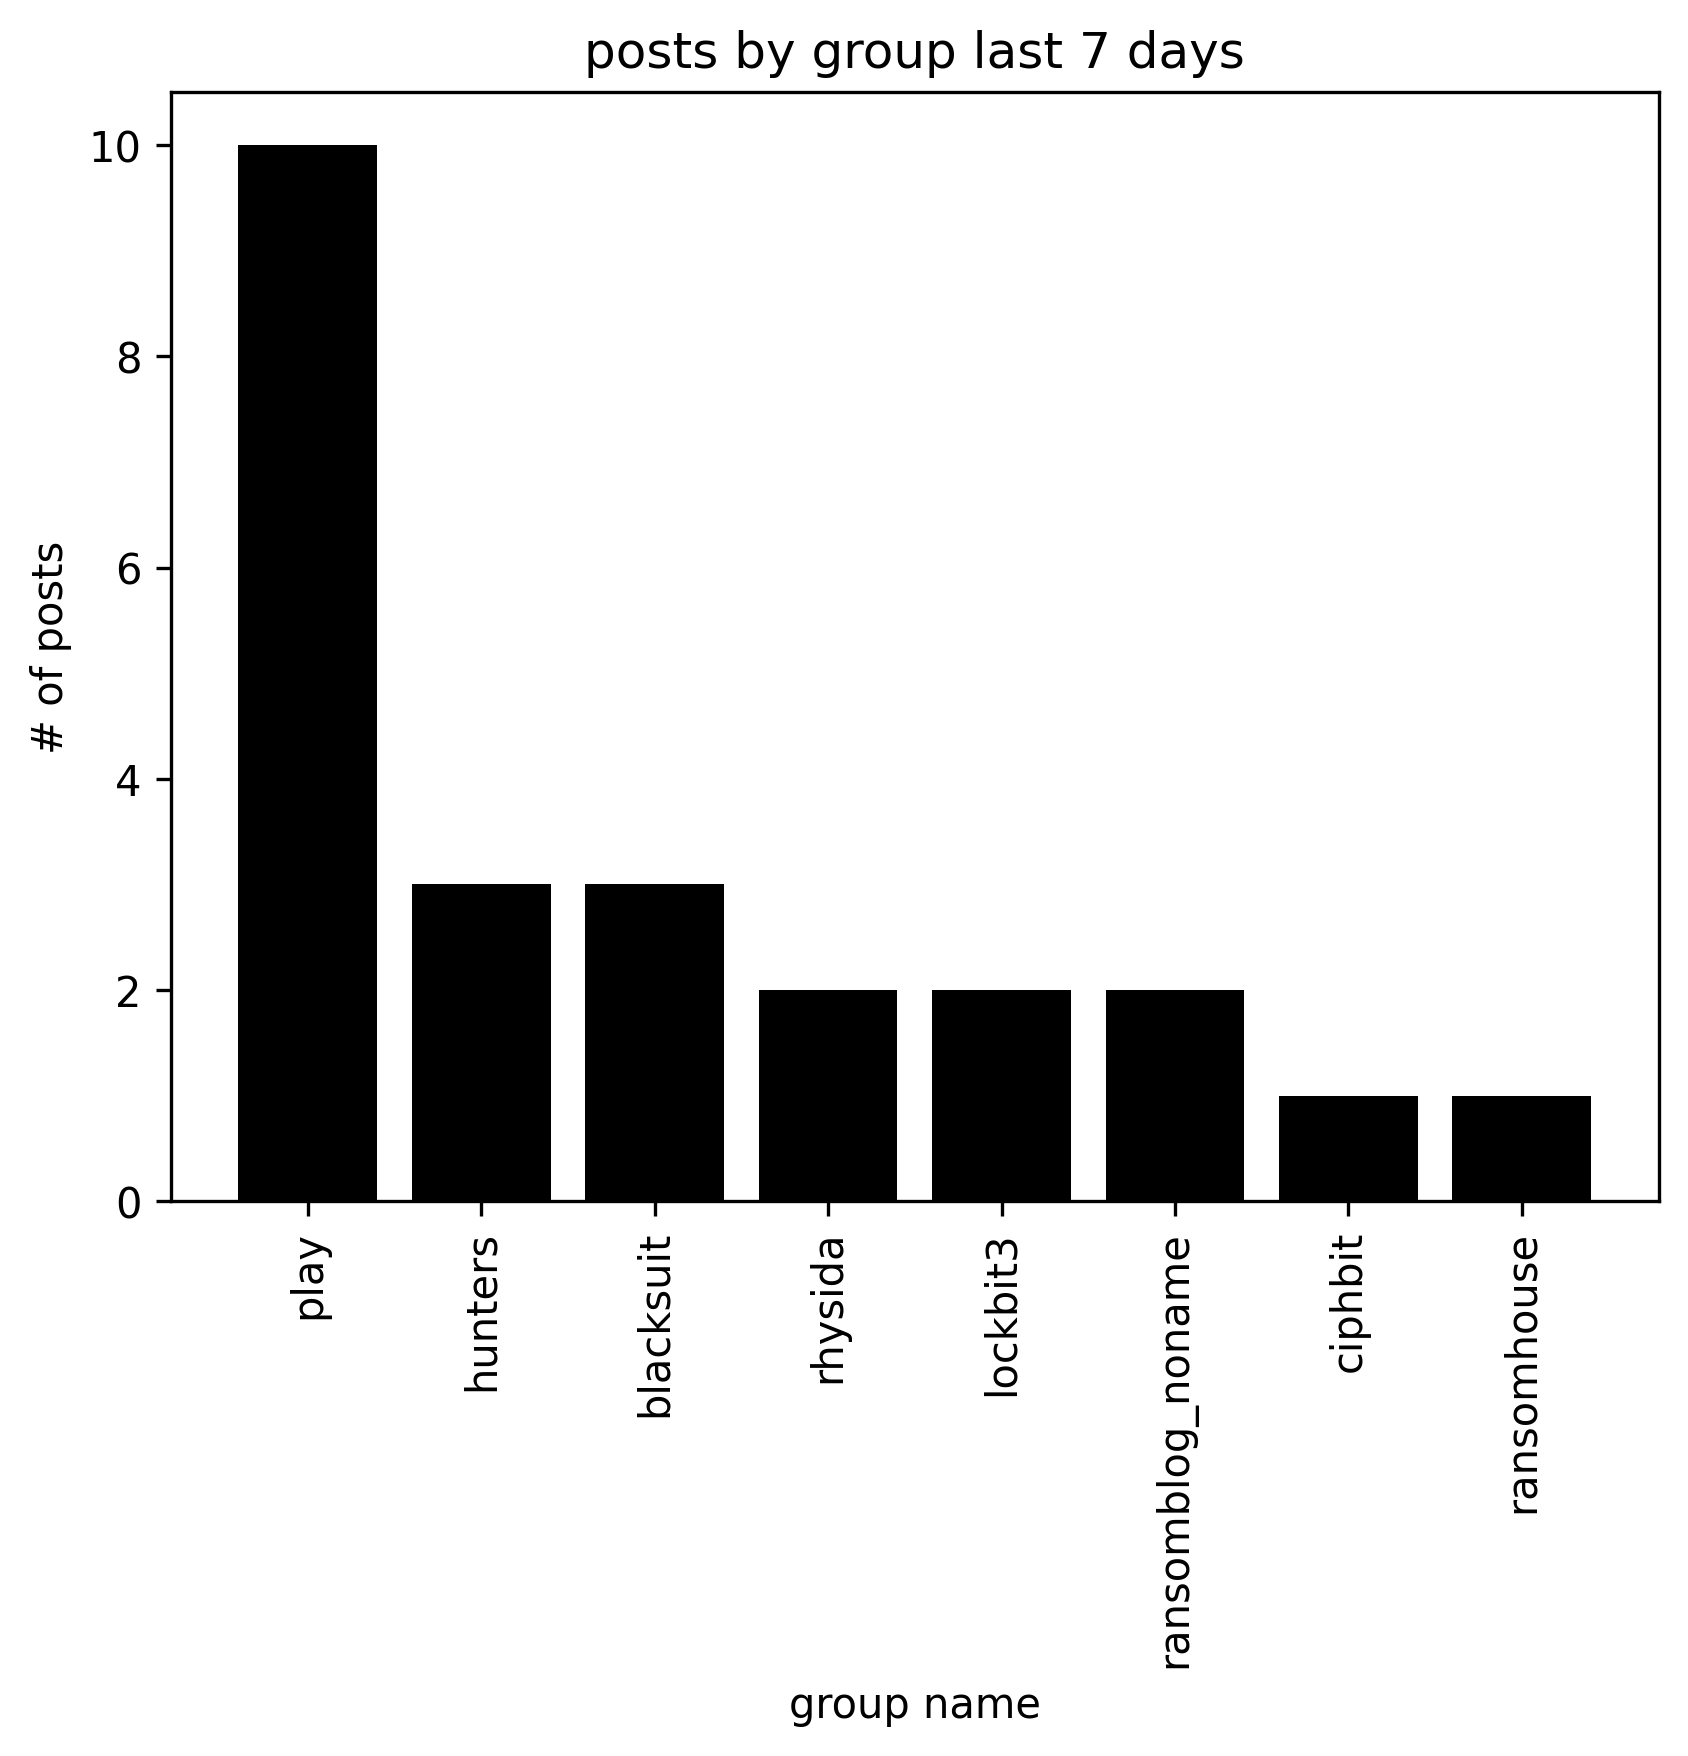 posts by group last 7 days
# of posts
10
8
6
4
2
0
play
hunters
blacksuit
rhysida
lockbit3
ransomblog_noname
ciphbit
ransomhouse
group name